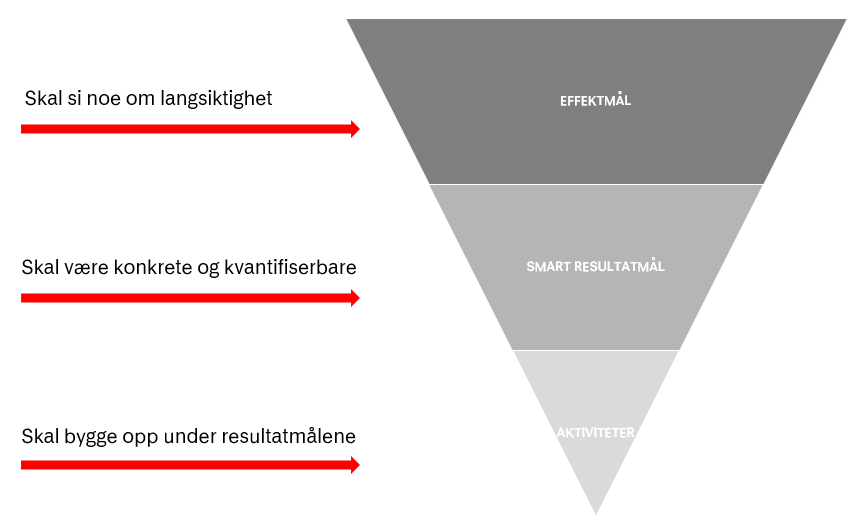 Skal si noe om langsiktighet
EFFEKTMÅL
Skal være konkrete og kvantifiserbare
SMART RESULTATMÅL
Skal bygge opp under resultatmålene
AKTIVITETER